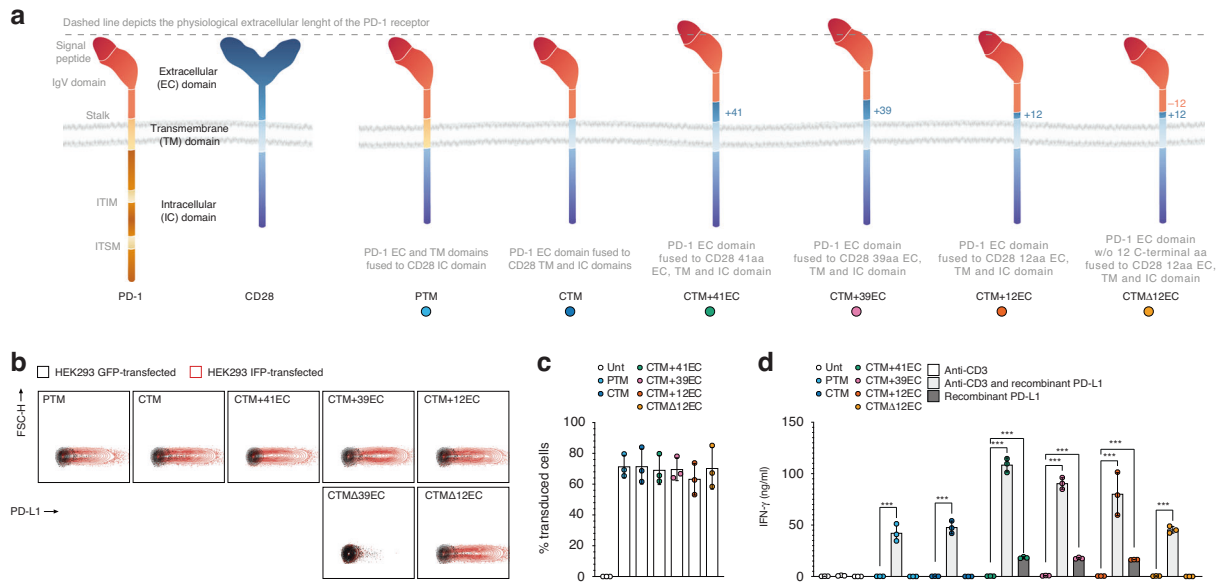 a
Dashed line depicts the physiological extracellular lenght of the PD-1 receptor
Signal
peptide
IgV domain
Stalk
ITIM
ITSM
Extracellular
(EC) domain
Transmembrane
(TM) domain
Intracellular
(IC) domain
+41
+39
+12
−12
+12
PD-1 EC and TM domains
fused to CD28 IC domain
PD-1 EC domain fused to
CD28 TM and IC domains
PD-1 EC domain
fused to CD28 41aa
EC, TM and IC domain
PD-1 EC domain
fused to CD28 39aa EC,
TM and IC domain
PD-1 EC domain
fused to CD28 12aa EC,
TM and IC domain
PD-1 EC domain
w/o 12 C-terminal aa
fused to CD28 12aa EC,
TM and IC domain
PD-1
CD28
PTM
CTM
CTM+41EC
CTM+39EC
CTM+12EC
CTMΔ12EC
b
HEK293 GFP-transfected
HEK293 IFP-transfected
FSC-H
PTM
CTM
CTM+41EC
CTM+39EC
CTM+12EC
CTMΔ39EC
CTMΔ12EC
PD-L1
c
Unt
PTM
CTM
CTM+41EC
CTM+39EC
CTM+12EC
CTMΔ12EC
% transduced cells
100
80
60
40
20
0
d
Unt
PTM
CTM
CTM+41EC
CTM+39EC
CTM+12EC
CTMΔ12EC
Anti-CD3
Anti-CD3 and recombinant PD-L1
Recombinant PD-L1
IFN-γ (ng/ml)
150
100
50
0
***
***
***
***
***
***
***
***
***